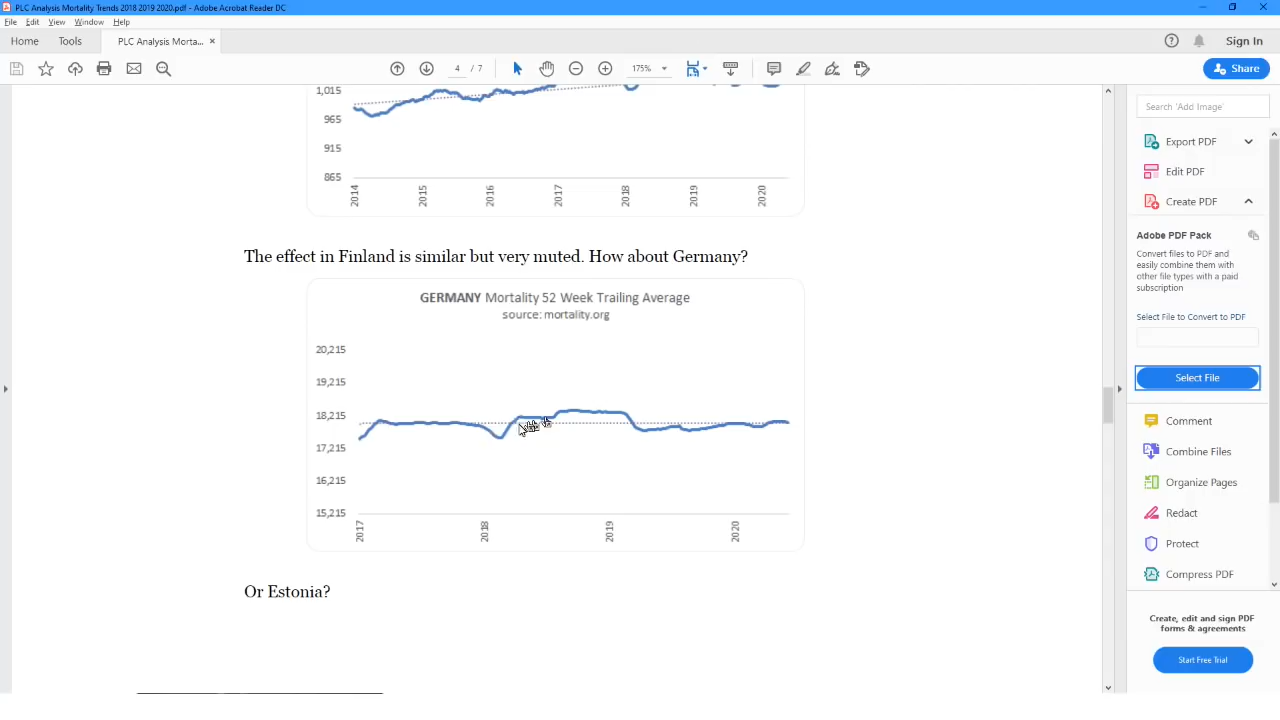 PLC Analysis Mortality Trends 2018 2019 2020.pdf - Adobe Acrobat Reader DC
File Edit View Window Help
Home Tools PLC Analysis Morta... × Sign In
4 / 7 175% Share
1,015
965
915
865
2014 2015 2016 2017 2018 2019 2020
The effect in Finland is similar but very muted. How about Germany?
GERMANY Mortality 52 Week Trailing Average
source: mortality.org
20,215
19,215
18,215
17,215
16,215
15,215
2017 2018 2019 2020
Or Estonia?
Search 'Add Image'
Export PDF
Edit PDF
Create PDF
Adobe PDF Pack
Convert files to PDF and
easily combine them with
other file types with a paid
subscription
Select File to Convert to PDF
Select File
Comment
Combine Files
Organize Pages
Redact
Protect
Compress PDF
Create, edit and sign PDF
forms & agreements
Start Free Trial